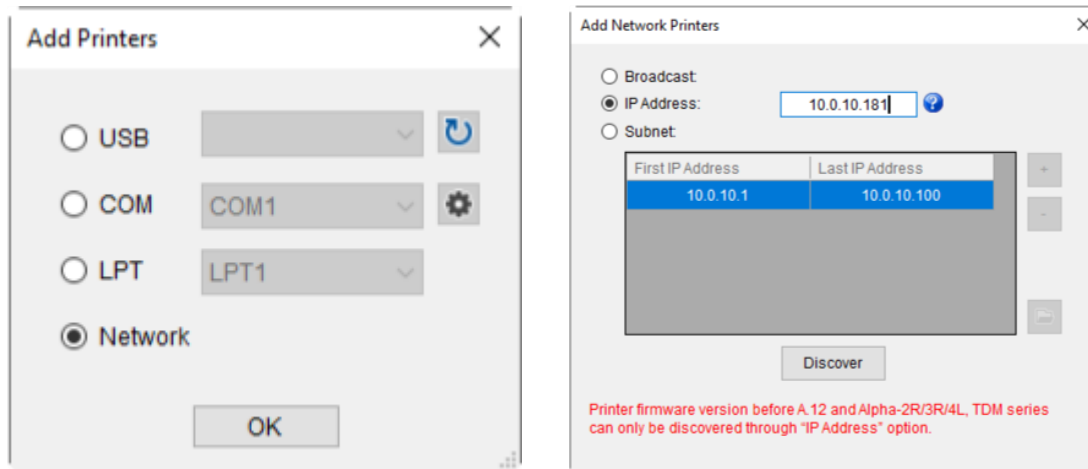 Add Printers
USB
COM COM1
LPT LPT1
Network
OK
Add Network Printers
Broadcast:
IP Address: 10.0.10.181
Subnet:
First IP Address Last IP Address
10.0.10.1 10.0.10.100
+
-
Discover
Printer firmware version before A.12 and Alpha-2R/3R/4L, TDM series
can only be discovered through "IP Address" option.